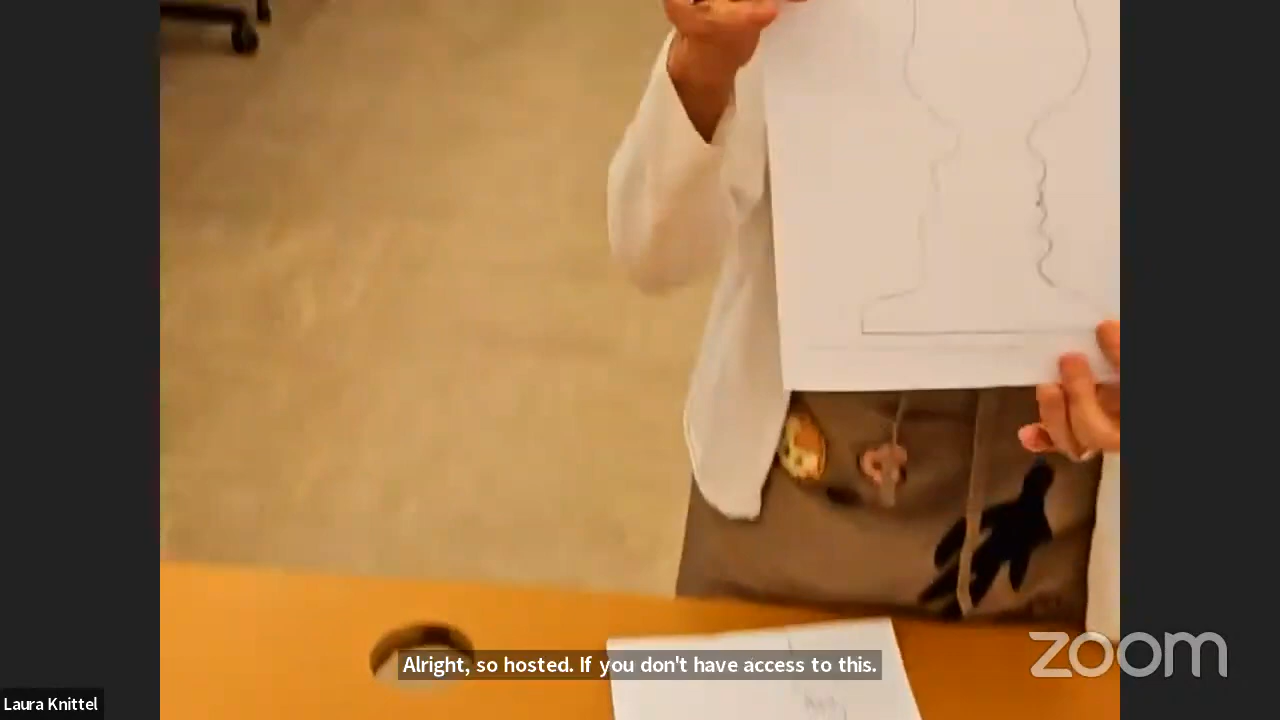 Alright, so hosted. If you don't have access to this.
zoom
Laura Knittel